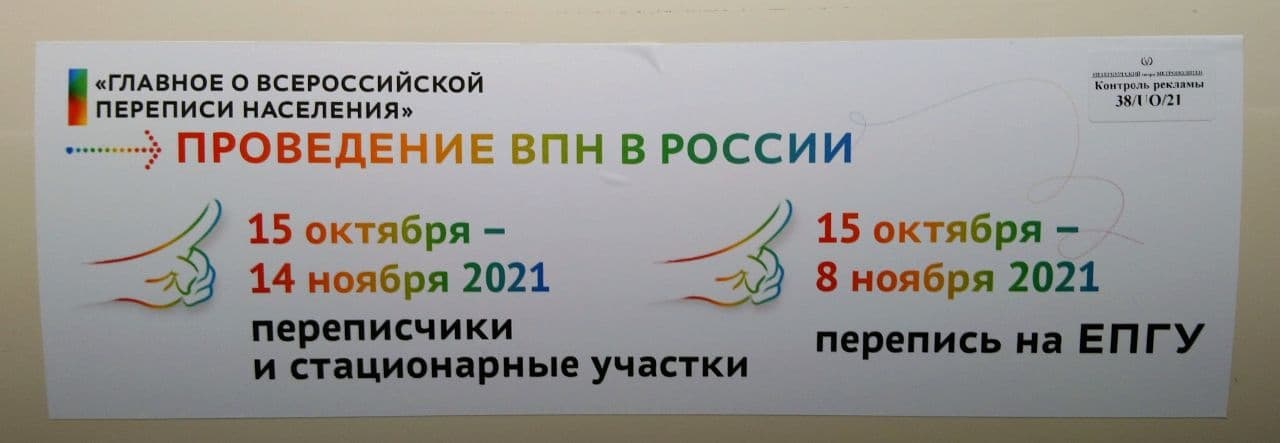 «ГЛАВНОЕ О ВСЕРОССИЙСКОЙ
ПЕРЕПИСИ НАСЕЛЕНИЯ»
ПРОВЕДЕНИЕ ВПН В РОССИИ
15 октября –
14 ноября 2021
переписчики
и стационарные участки
15 октября –
8 ноября 2021
перепись на ЕПГУ
МЕТРОПОЛИТЕН
Контроль рекламы
38/UO/21